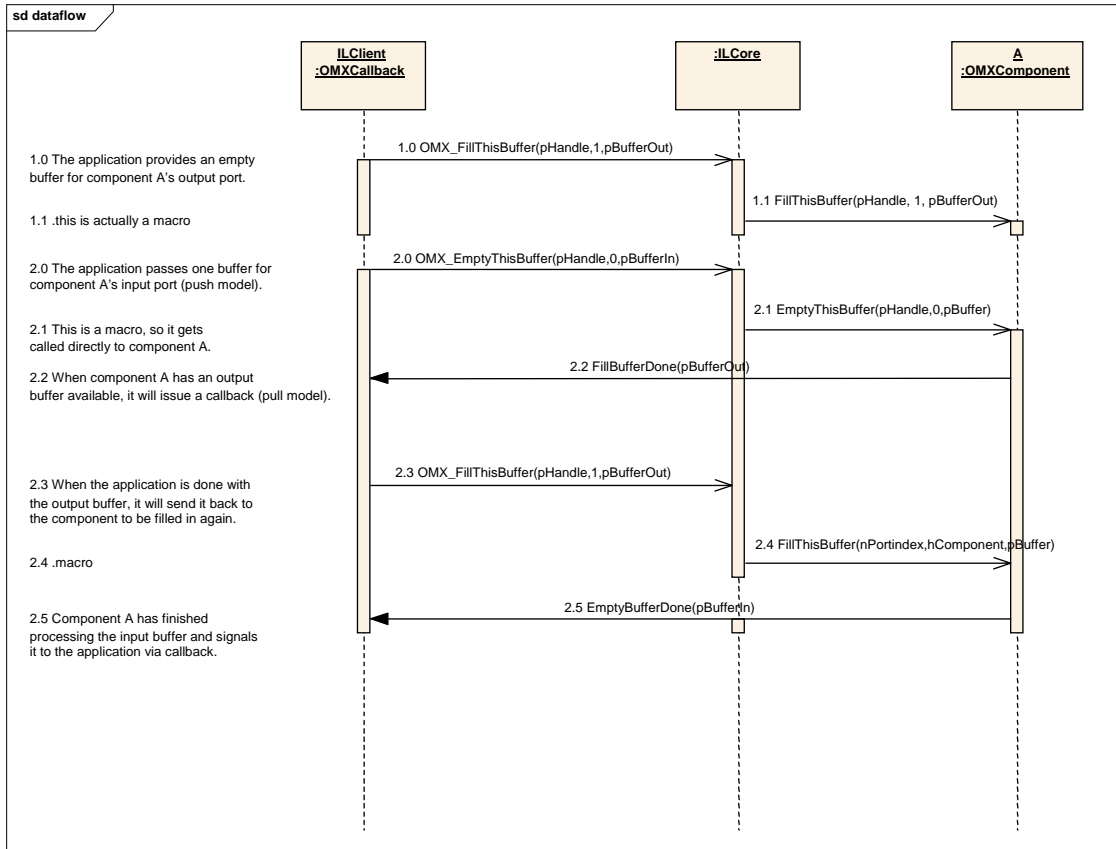 sd dataflow
ILClient
:OMXCallback
:ILCore
A
:OMXComponent
1.0 The application provides an empty
buffer for component A's output port.
1.0 OMX_FillThisBuffer(pHandle,1,pBufferOut)
1.1 .this is actually a macro
1.1 FillThisBuffer(pHandle, 1, pBufferOut)
2.0 The application passes one buffer for
component A's input port (push model).
2.0 OMX_EmptyThisBuffer(pHandle,0,pBufferIn)
2.1 This is a macro, so it gets
called directly to component A.
2.1 EmptyThisBuffer(pHandle,0,pBuffer)
2.2 When component A has an output
buffer available, it will issue a callback (pull model).
2.2 FillBufferDone(pBufferOut)
2.3 When the application is done with
the output buffer, it will send it back to
the component to be filled in again.
2.3 OMX_FillThisBuffer(pHandle,1,pBufferOut)
2.4 .macro
2.4 FillThisBuffer(nPortindex,hComponent,pBuffer)
2.5 Component A has finished
processing the input buffer and signals
it to the application via callback.
2.5 EmptyBufferDone(pBufferIn)